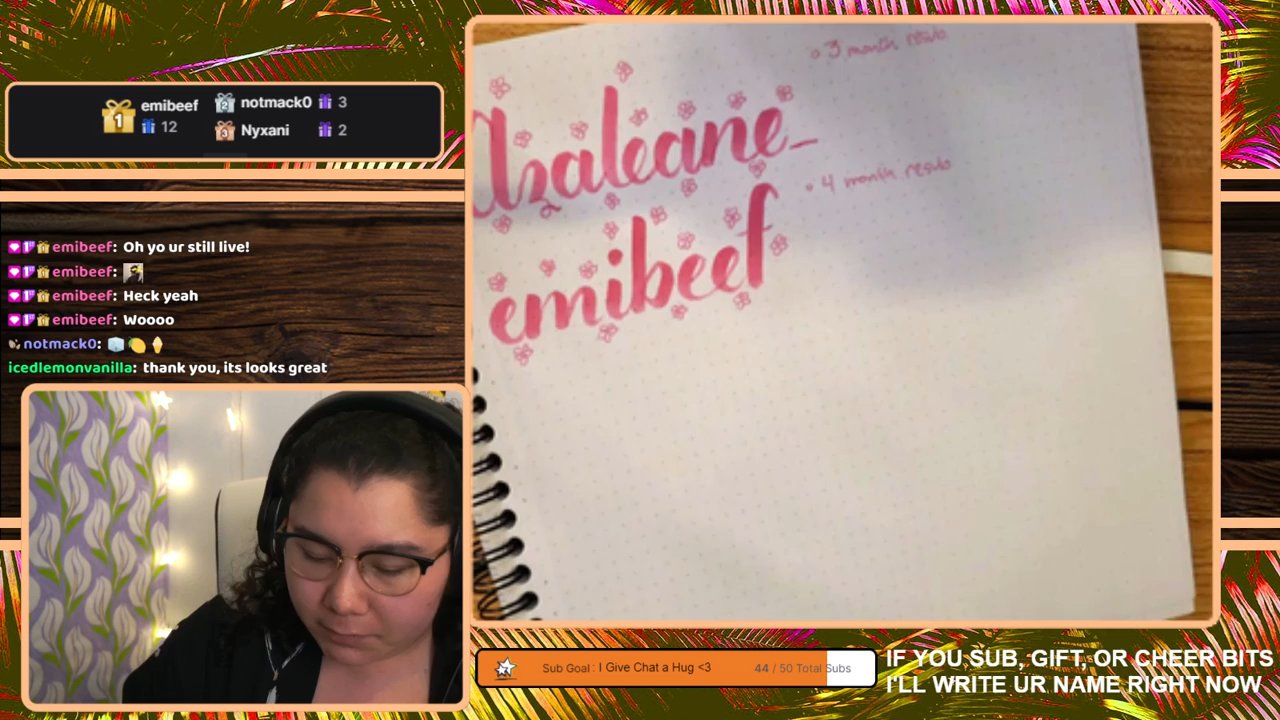 emibeef
12
notmack0 3
Nyxani 2
emibeef: Oh yo ur still live!
emibeef:
emibeef: Heck yeah
emibeef: Woooo
notmack0:
icedlemonvanilla: thank you, its looks great
3 month resub
Azaleane_
4 month resub
emibeef
Sub Goal: I Give Chat a Hug <3 44 / 50 Total Subs
IF YOU SUB, GIFT, OR CHEER BITS
I'LL WRITE UR NAME RIGHT NOW